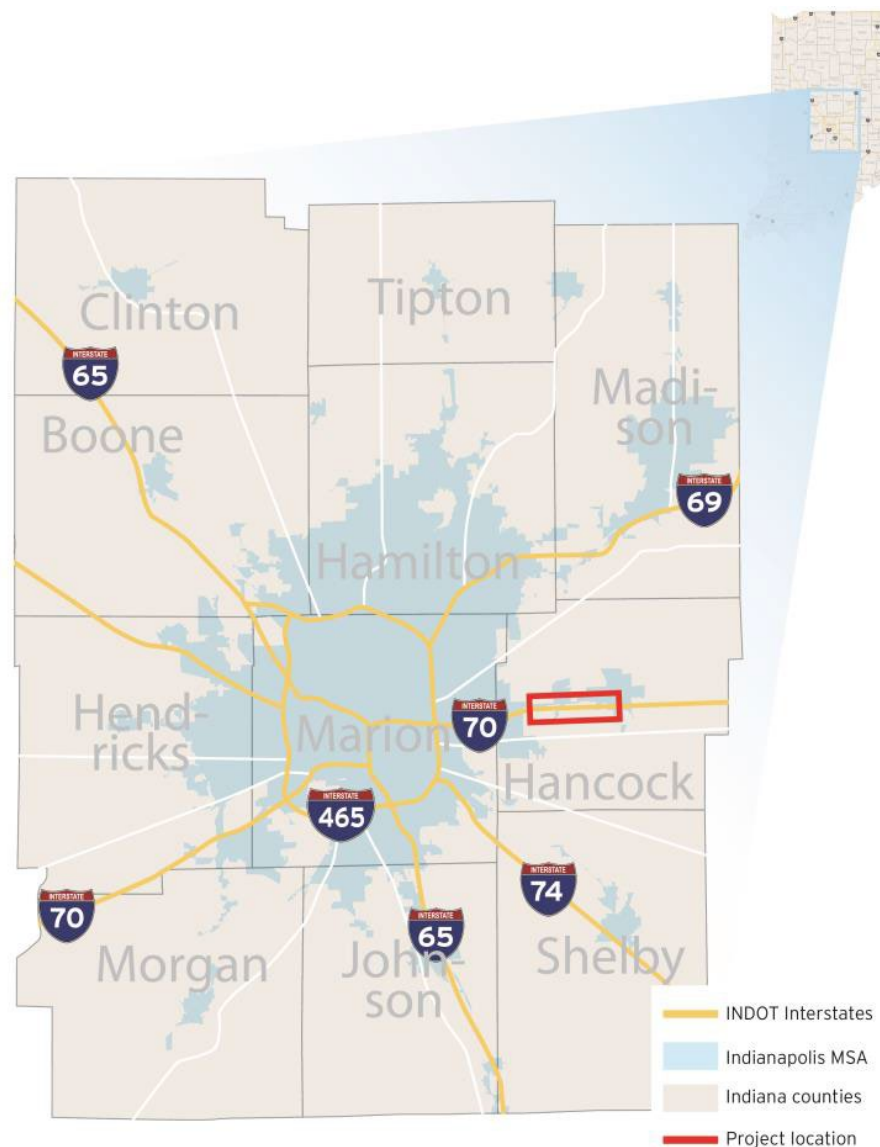 Clinton
Tipton
INTERSTATE
65
Madi-
son
Boone
INTERSTATE
69
Hamilton
Hend-
ricks
Marion
INTERSTATE
70
Hancock
INTERSTATE
465
INTERSTATE
70
INTERSTATE
74
INTERSTATE
65
Morgan
John-
son
Shelby
INDOT Interstates
Indianapolis MSA
Indiana counties
Project location